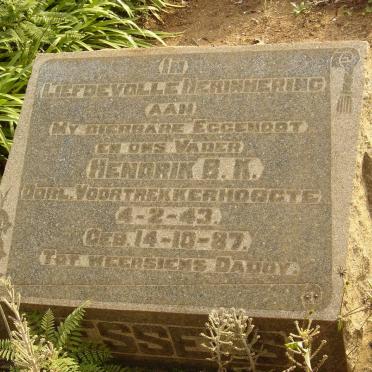 IN
LIEFDEVOLLE HERINNERING
AAN
MY DIERBARE EGGENOOT
EN ONS VADER
HENDRIK B.K.
OORL. VOORTREKKERHOOGTE
4-2-43.
GEB. 14-10-87.
TOT WEERSIENS DADDY.
ESSE